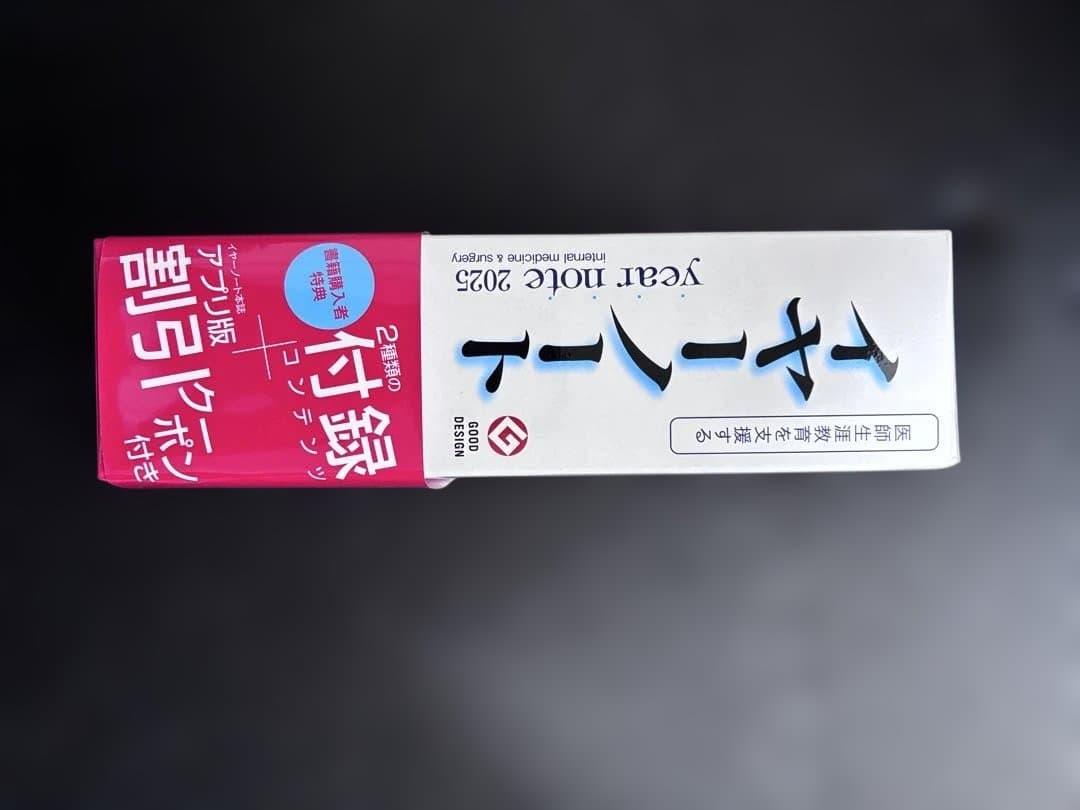 医師生涯教育を支援する
イヤーノート
year note 2025
internal medicine & surgery
GOOD
DESIGN
書籍購入者
特典
2種類の
付録
コンテンツ
＋
イヤーノート本誌
アプリ版
割引クーポン
付き